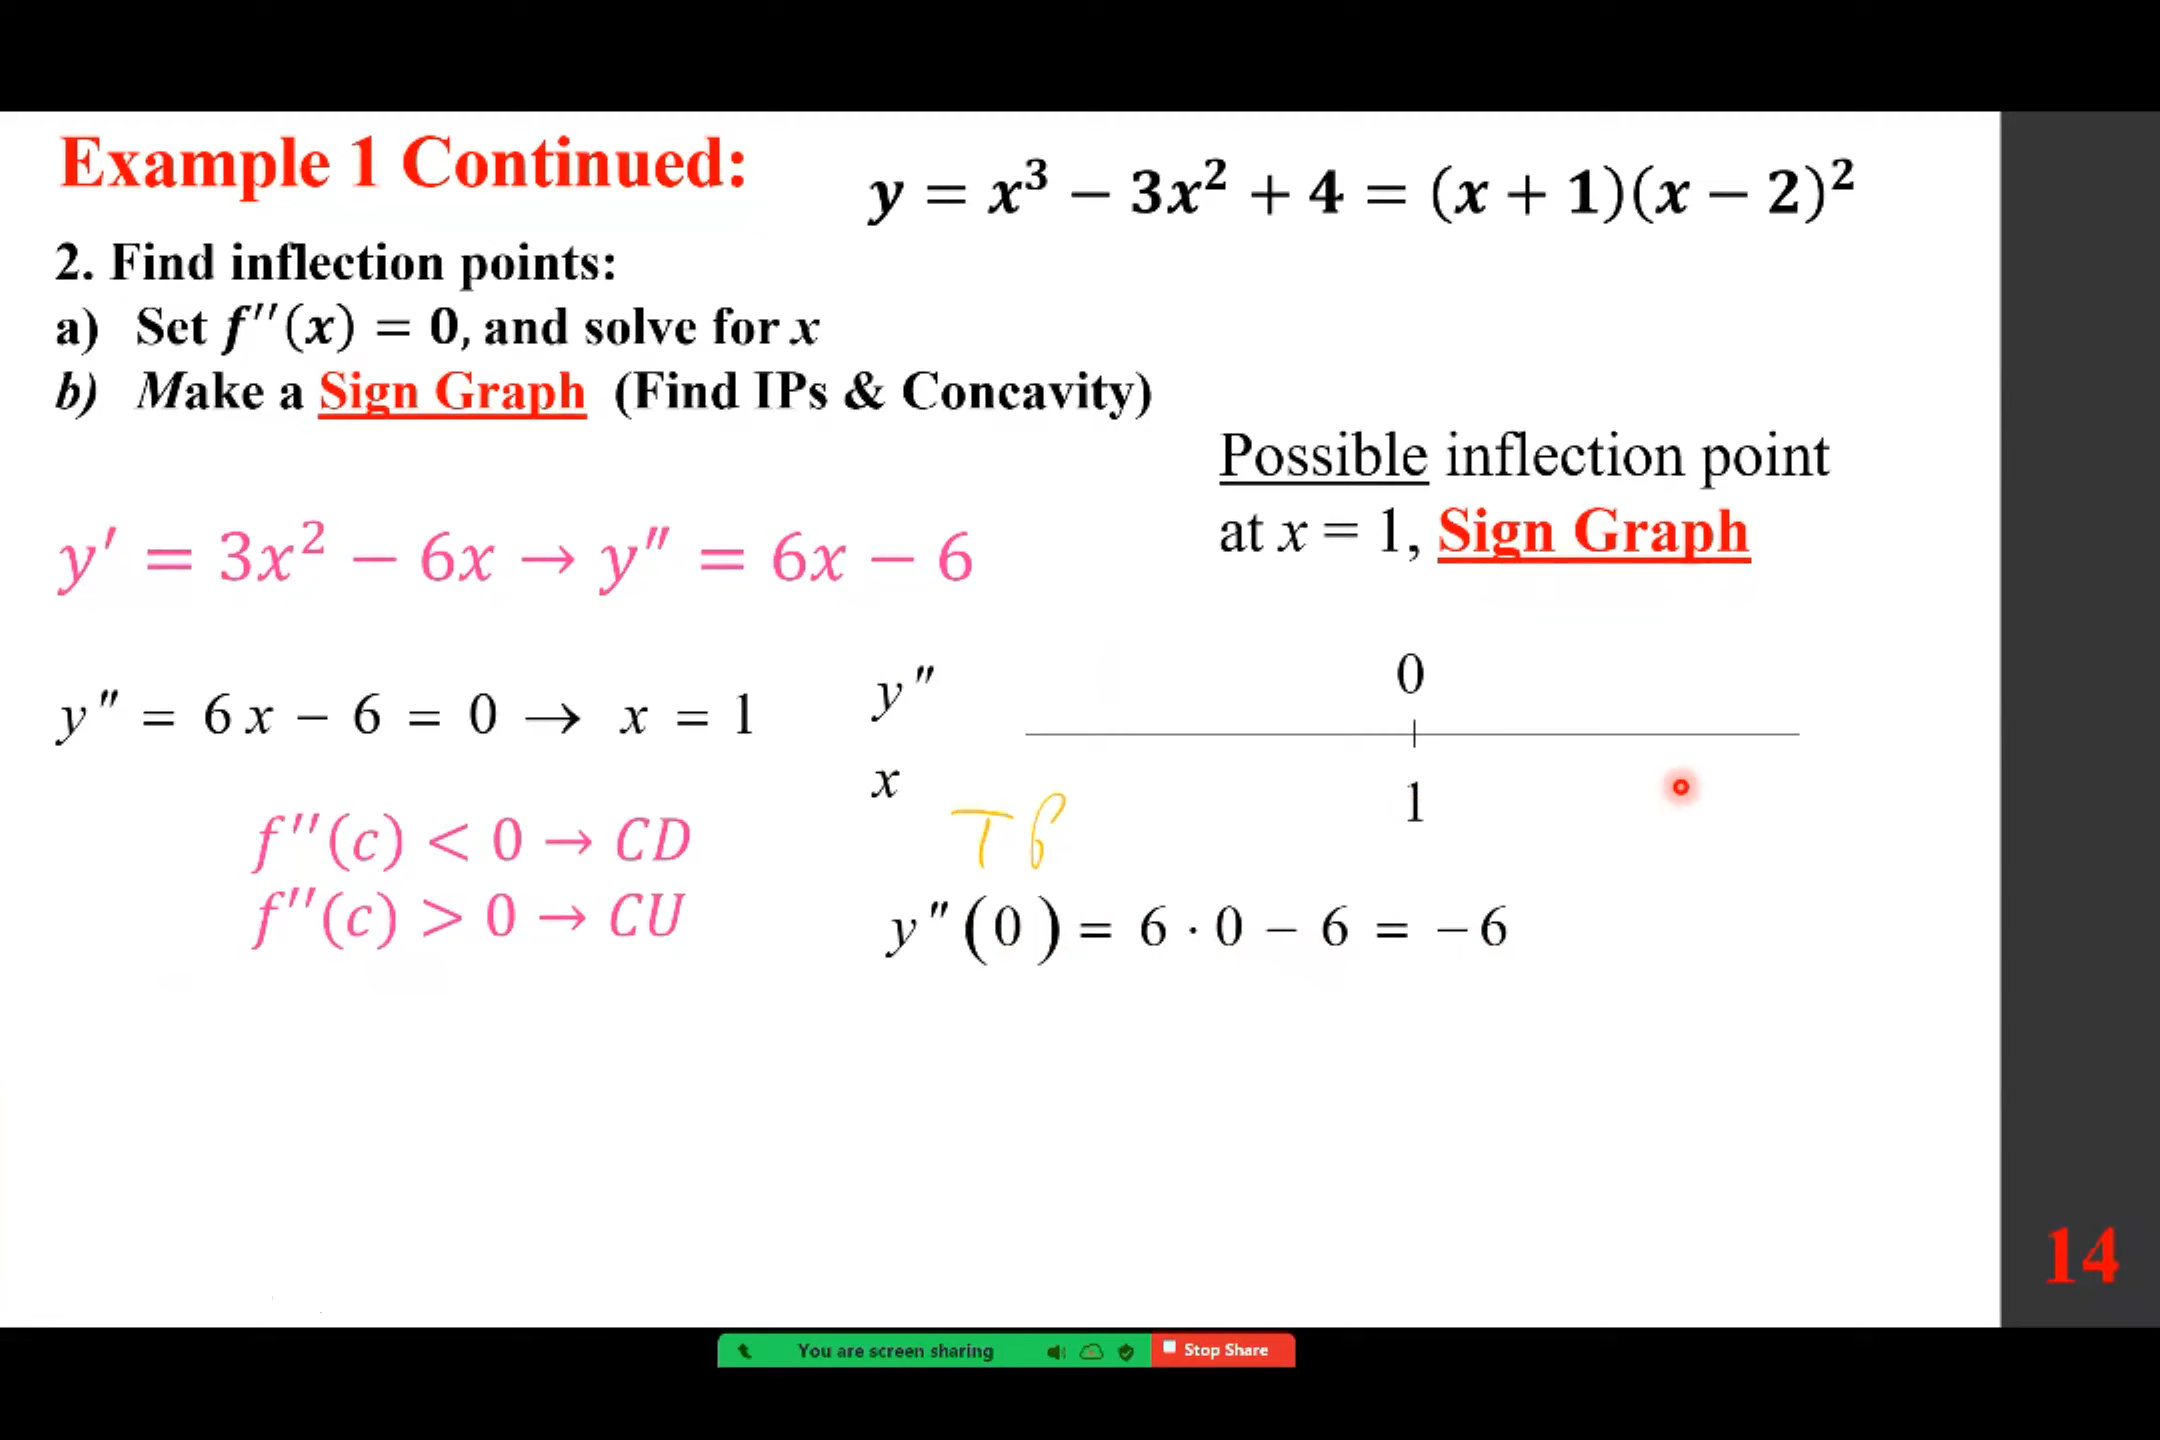 Example 1 Continued:
y = x³ − 3x² + 4 = (x + 1)(x − 2)²
2. Find inflection points:
a) Set f′′(x) = 0, and solve for x
b) Make a Sign Graph (Find IPs & Concavity)
Possible inflection point
at x = 1, Sign Graph
y′ = 3x² − 6x → y′′ = 6x − 6
y″ = 6x − 6 = 0 → x = 1
y″
0
x
1
f′′(c) < 0 → CD
f′′(c) > 0 → CU
y″(0) = 6 · 0 − 6 = −6
14
You are screen sharing
Stop Share